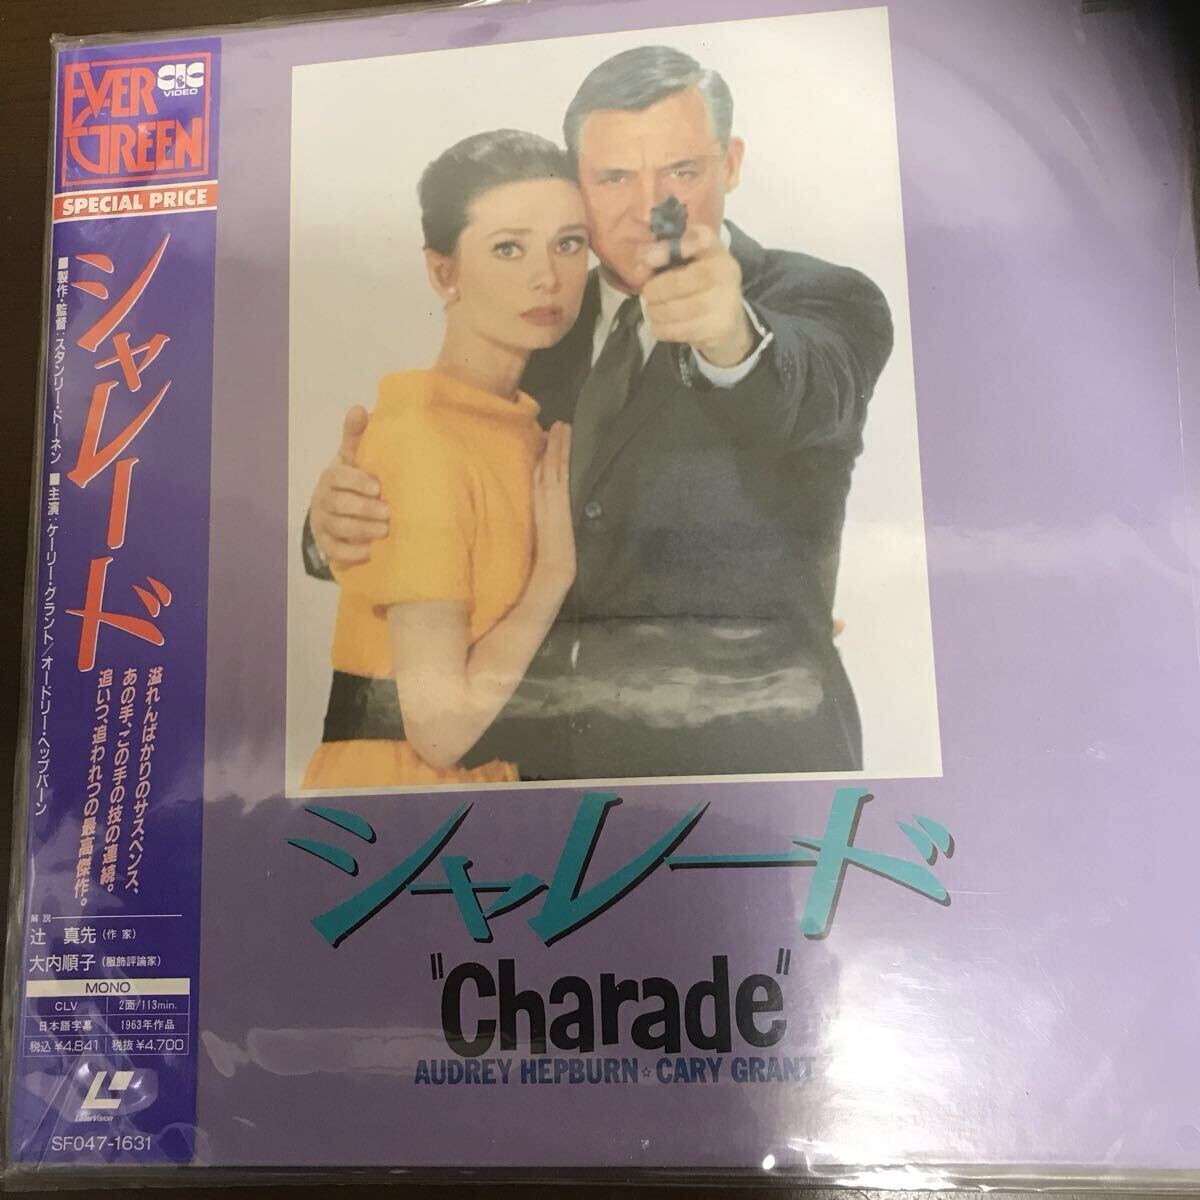 EVER
GREEN
CIC
VIDEO
SPECIAL PRICE
シャレード
■製作・監督:スタンリー・ドーネン ■主演:ケーリー・グラント/オードリー・ヘップバーン
溢れんばかりのサスペンス、
あの手、この手の技の連続。
追いつ、追われつの最高傑作。
解説
辻 真先(作家)
大内順子(服飾評論家)
MONO
CLV 2面/113min.
日本語字幕 1963年作品
税込¥4,841 税抜¥4,700
LaserVision
SF047-1631
シャレード
"Charade"
AUDREY HEPBURN☆CARY GRANT